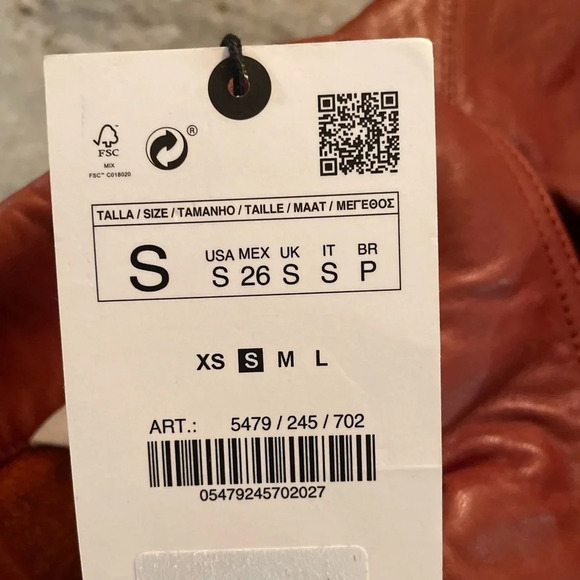 ®
FSC
MIX
FSC™ C018020
TALLA / SIZE / TAMANHO / TAILLE / MAAT / ΜΕΓΕΘΟΣ
S
USA MEX UK IT BR
S 26 S S P
XS S M L
ART.: 5479 / 245 / 702
05479245702027